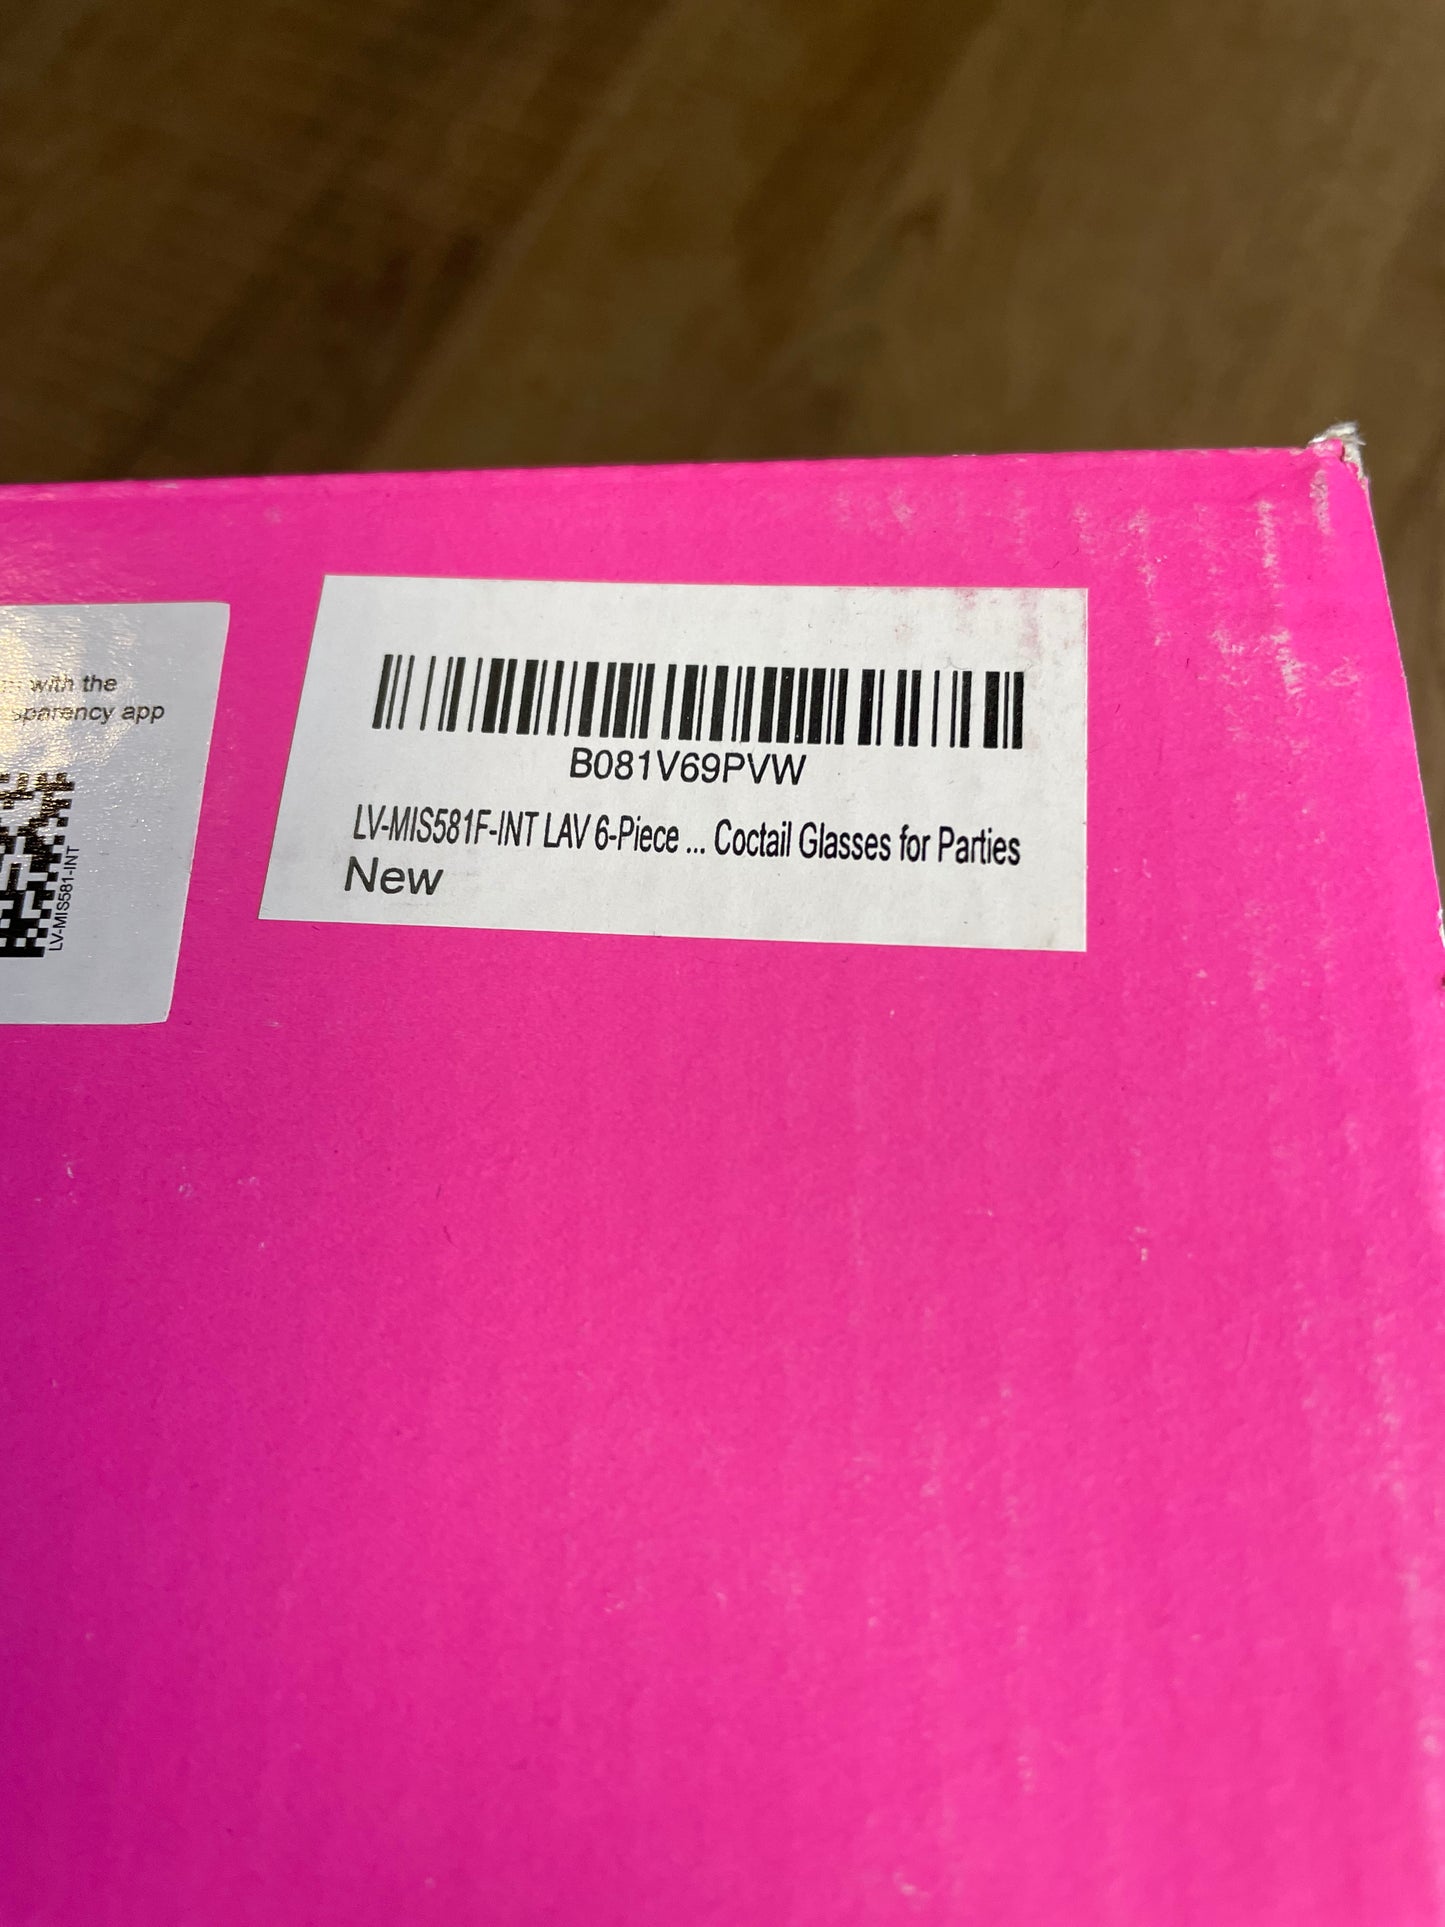 with the
sparency app
LV-MIS581-INT
B081V69PVW
LV-MIS581F-INT LAV 6-Piece ... Coctail Glasses for Parties
New